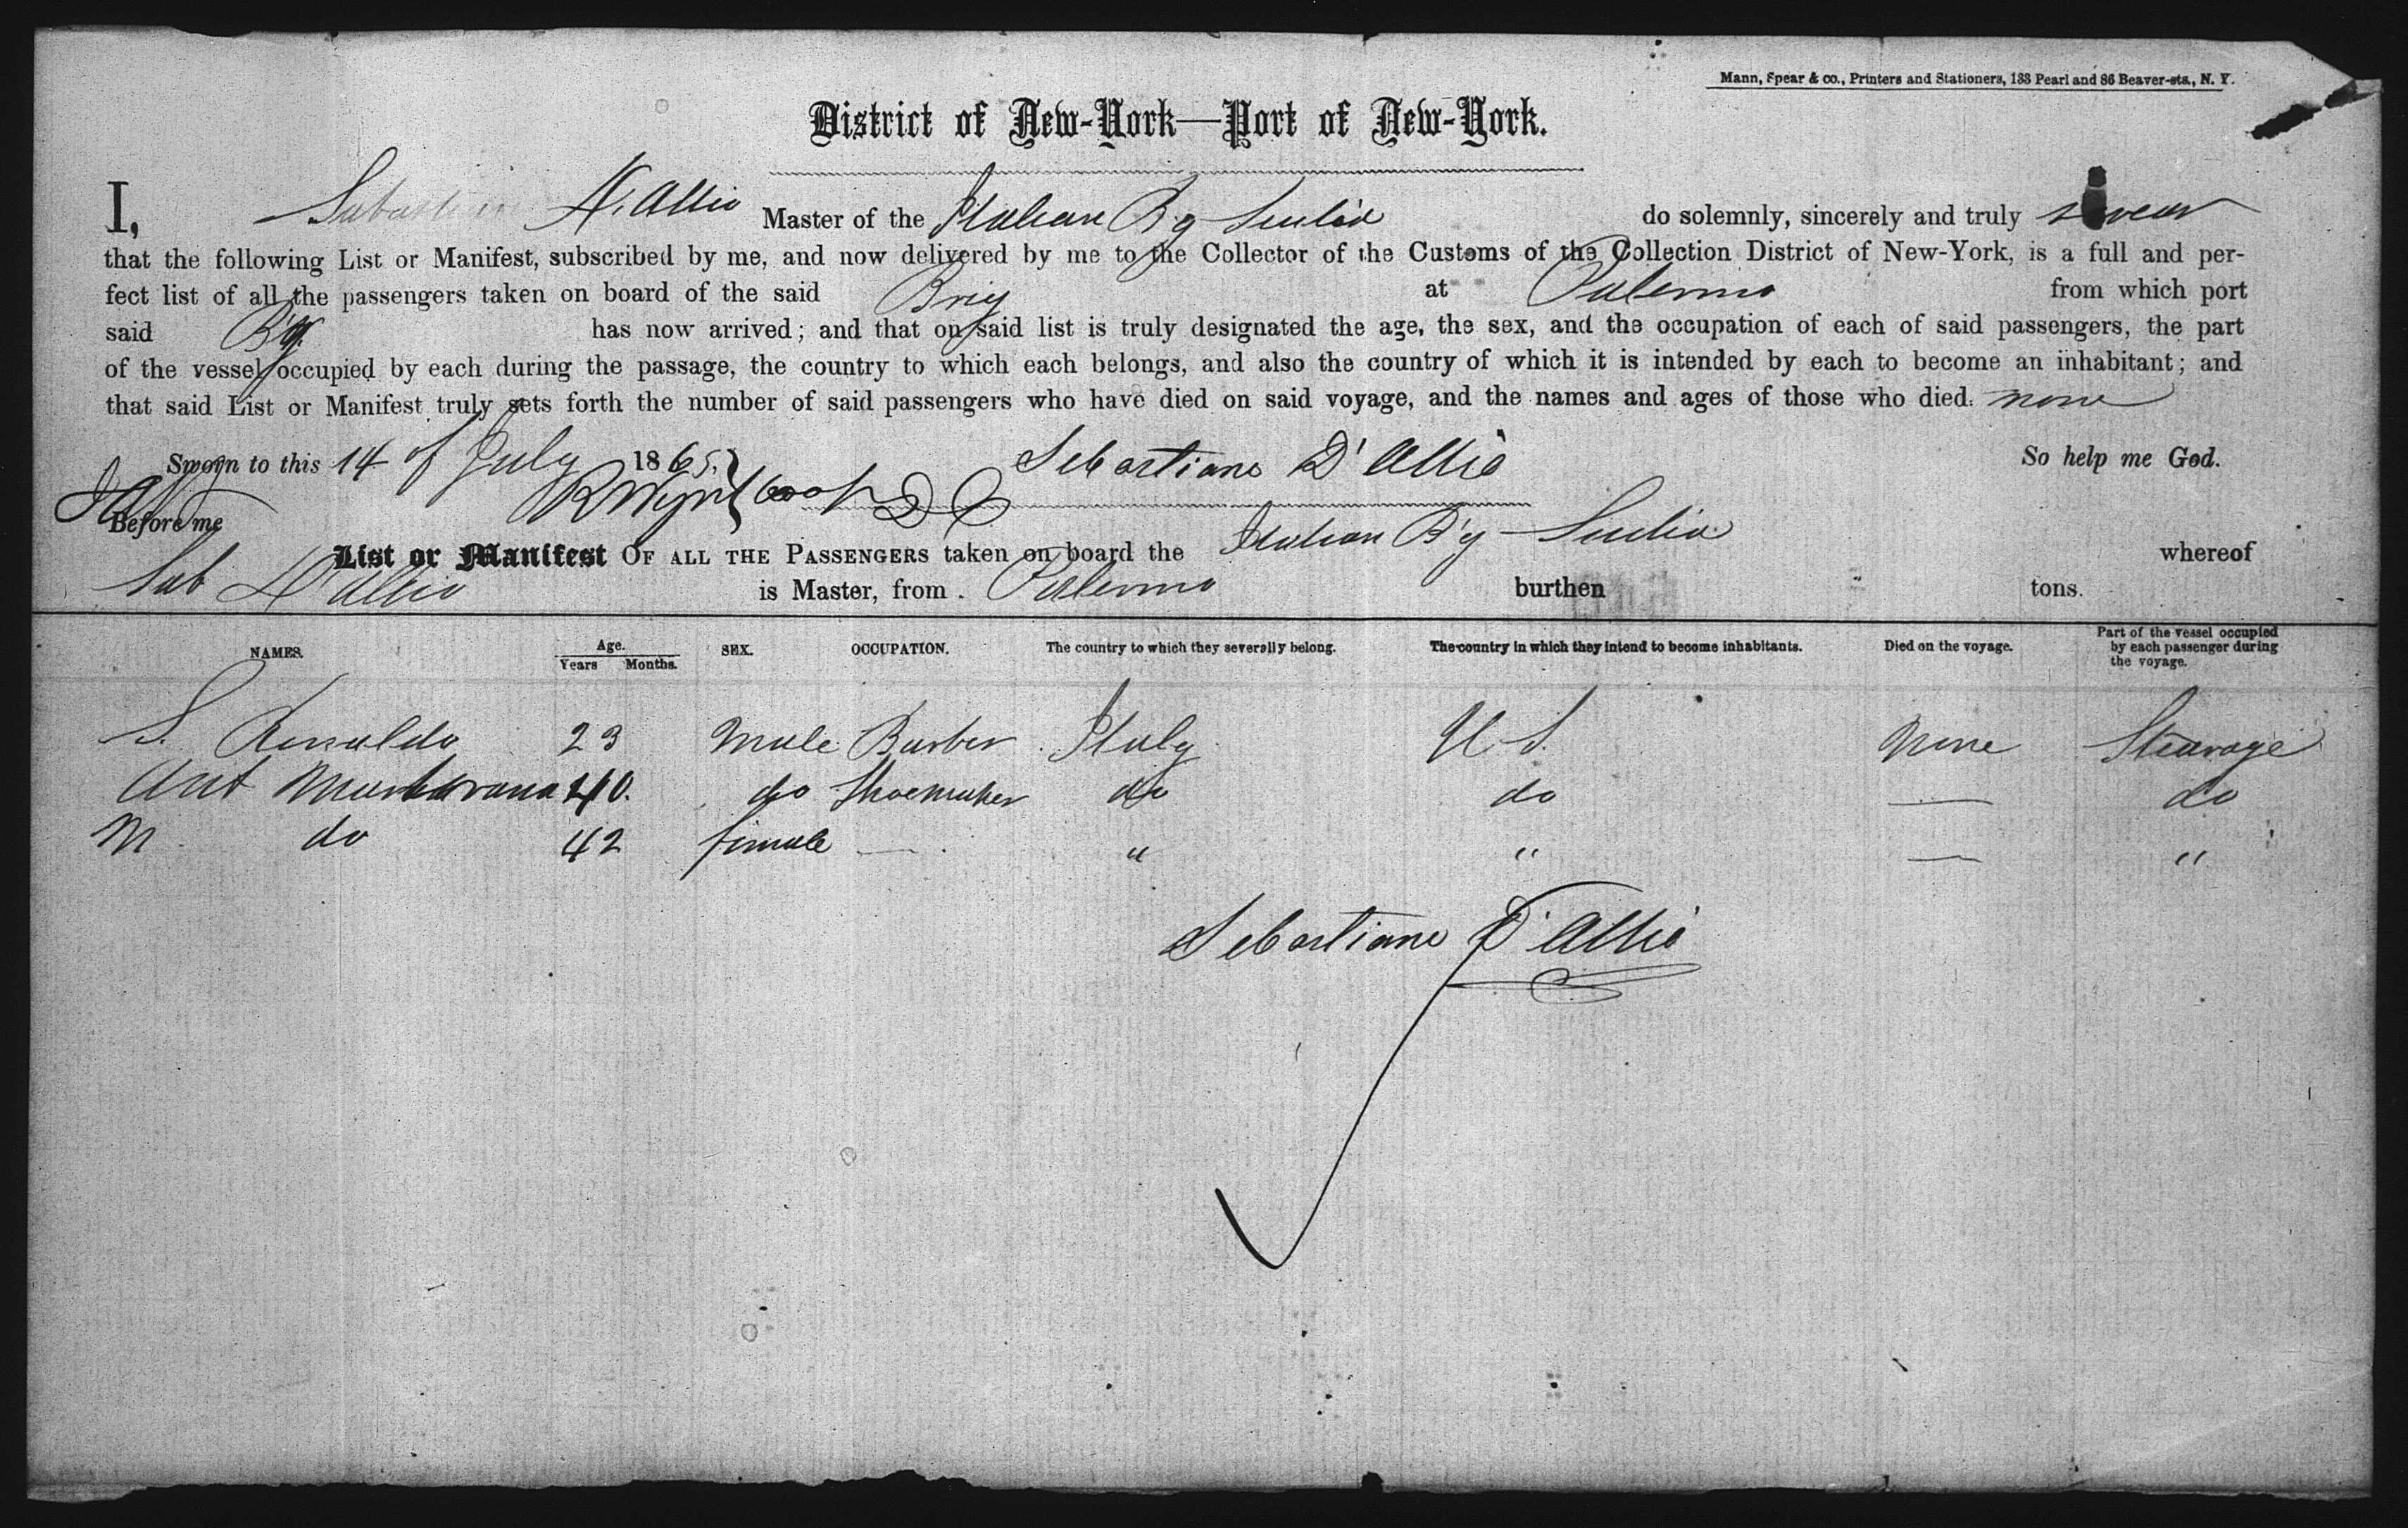 Mann, Spear & co., Printers and Stationers, 133 Pearl and 86 Beaver-sts., N. Y.
District of New-York—Port of New-York.
I, Sabastian D'Allio Master of the Italian Bg do solemnly, sincerely and truly swear
that the following List or Manifest, subscribed by me, and now delivered by me to the Collector of the Customs of the Collection District of New-York, is a full and per-
fect list of all the passengers taken on board of the said Brig at Palermo from which port
said Bg. has now arrived; and that on said list is truly designated the age, the sex, and the occupation of each of said passengers, the part
of the vessel occupied by each during the passage, the country to which each belongs, and also the country of which it is intended by each to become an inhabitant; and
that said List or Manifest truly sets forth the number of said passengers who have died on said voyage, and the names and ages of those who died. none
Sworn to this 14 of July 1865. Sebastiano D'Allio So help me God.
Before me
List or Manifest OF ALL THE PASSENGERS taken on board the Italian Bg whereof
Sab D'Allio is Master, from Palermo burthen tons.
NAMES. Age. Years Months. SEX. OCCUPATION. The country to which they severally belong. The country in which they intend to become inhabitants. Died on the voyage. Part of the vessel occupied by each passenger during the voyage.
S. 23 Male Barber Italy U S. None Stearage
Ant 40. do Shoemaker do do — do
M do 42 female — " " — "
Sebastiano D'Allio